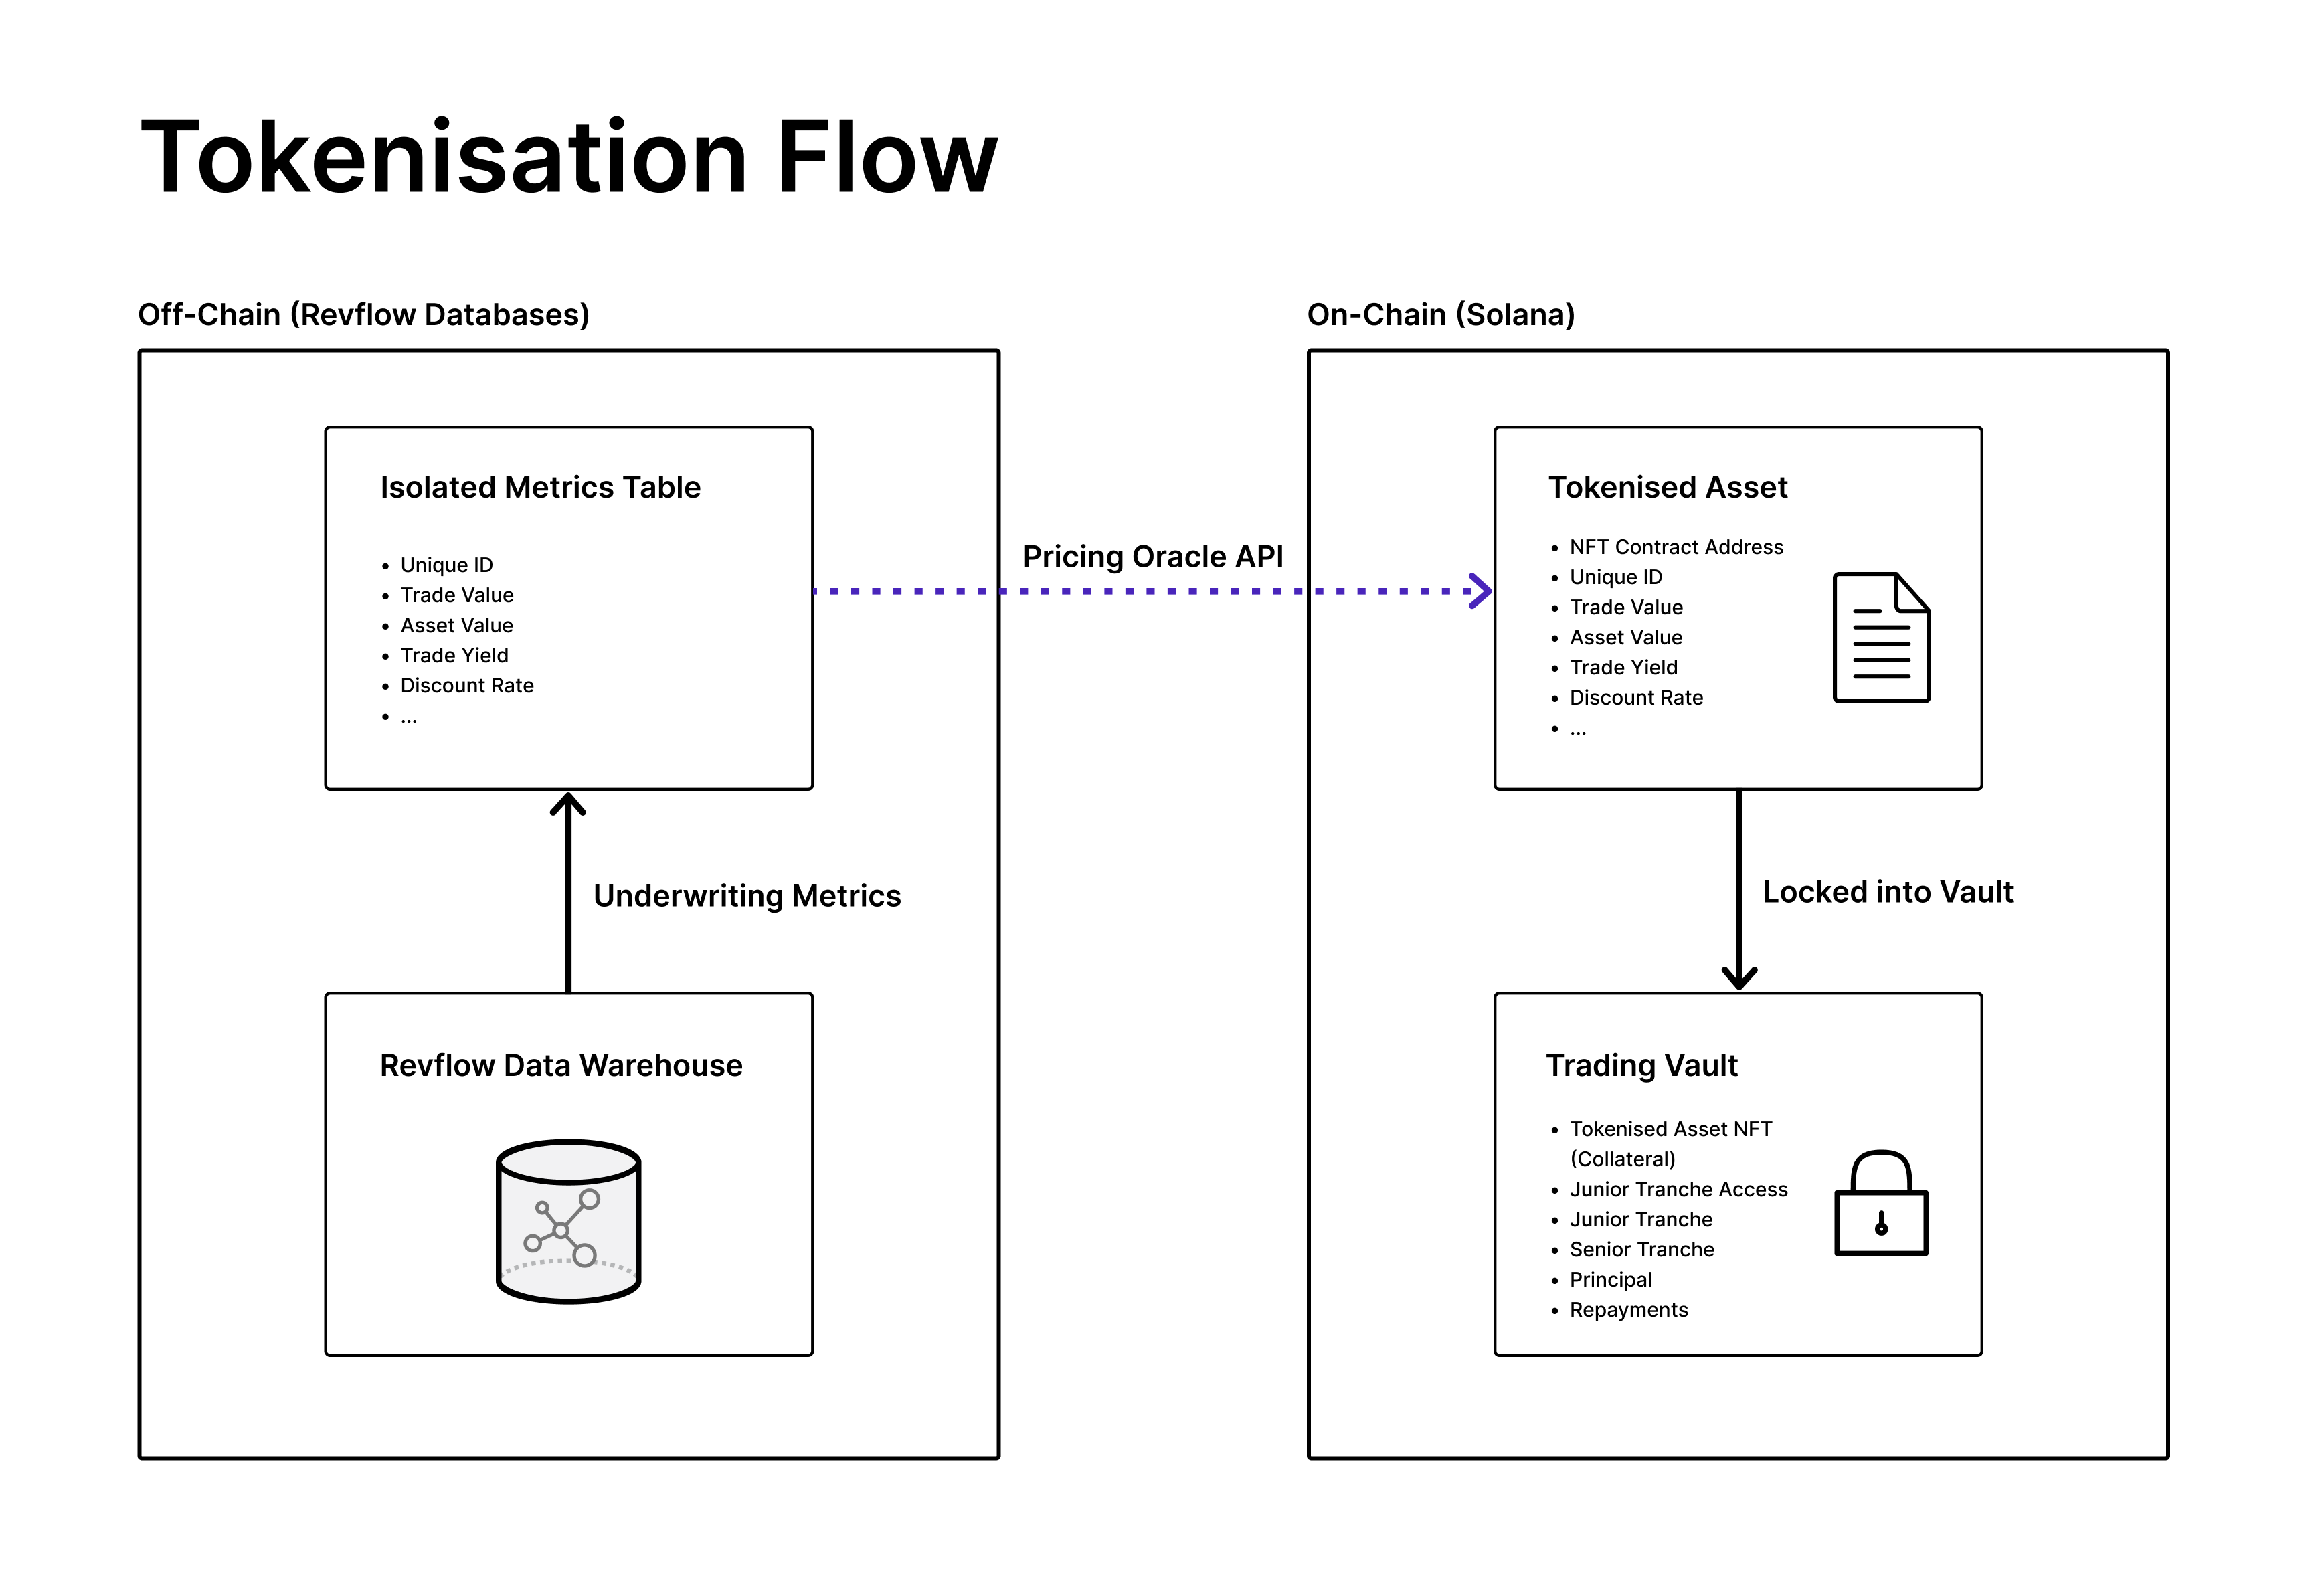 Tokenisation Flow
Off-Chain (Revflow Databases)
Isolated Metrics Table
• Unique ID
• Trade Value
• Asset Value
• Trade Yield
• Discount Rate
• ...
Underwriting Metrics
Revflow Data Warehouse
Pricing Oracle API
On-Chain (Solana)
Tokenised Asset
• NFT Contract Address
• Unique ID
• Trade Value
• Asset Value
• Trade Yield
• Discount Rate
• ...
Locked into Vault
Trading Vault
• Tokenised Asset NFT
(Collateral)
• Junior Tranche Access
• Junior Tranche
• Senior Tranche
• Principal
• Repayments